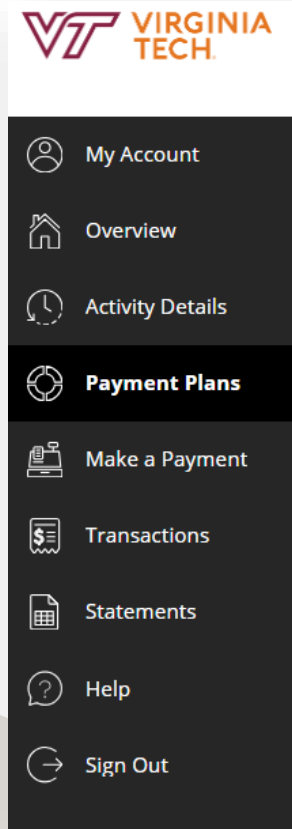 VT VIRGINIA
TECH.
My Account
Overview
Activity Details
Payment Plans
Make a Payment
Transactions
Statements
Help
Sign Out